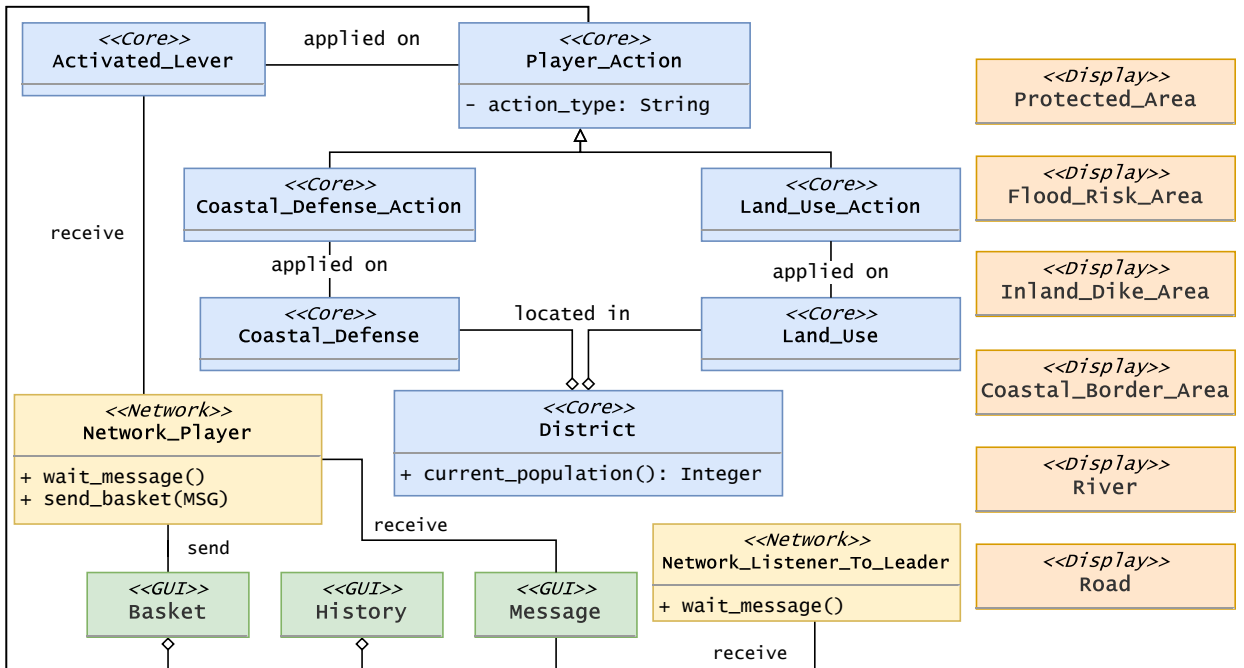 <<Core>>
Activated_Lever
applied on
<<Core>>
Player_Action
- action_type: String
<<Display>>
Protected_Area
<<Core>>
Coastal_Defense_Action
<<Core>>
Land_Use_Action
<<Display>>
Flood_Risk_Area
receive
applied on
applied on
<<Display>>
Inland_Dike_Area
<<Core>>
Coastal_Defense
located in
<<Core>>
Land_Use
<<Display>>
Coastal_Border_Area
<<Network>>
Network_Player
+ wait_message()
+ send_basket(MSG)
<<Core>>
District
+ current_population(): Integer
<<Display>>
River
send
receive
<<Network>>
Network_Listener_To_Leader
+ wait_message()
<<Display>>
Road
<<GUI>>
Basket
<<GUI>>
History
<<GUI>>
Message
receive